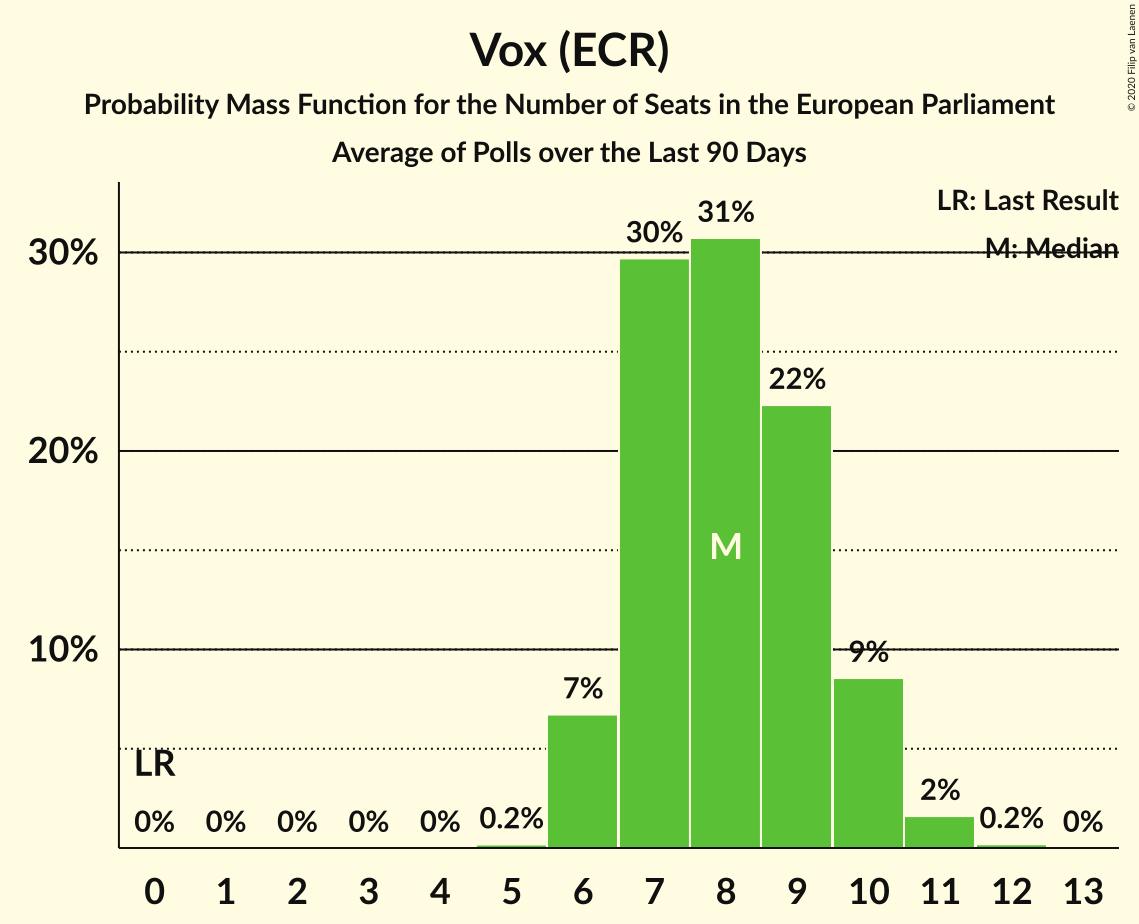 Vox (ECR)
Probability Mass Function for the Number of Seats in the European Parliament
Average of Polls over the Last 90 Days
© 2020 Filip van Laenen
LR: Last Result
M: Median
30%
20%
10%
31%
30%
22%
9%
7%
2%
0% 0% 0% 0% 0% 0.2% 0.2% 0%
LR
M
0 1 2 3 4 5 6 7 8 9 10 11 12 13